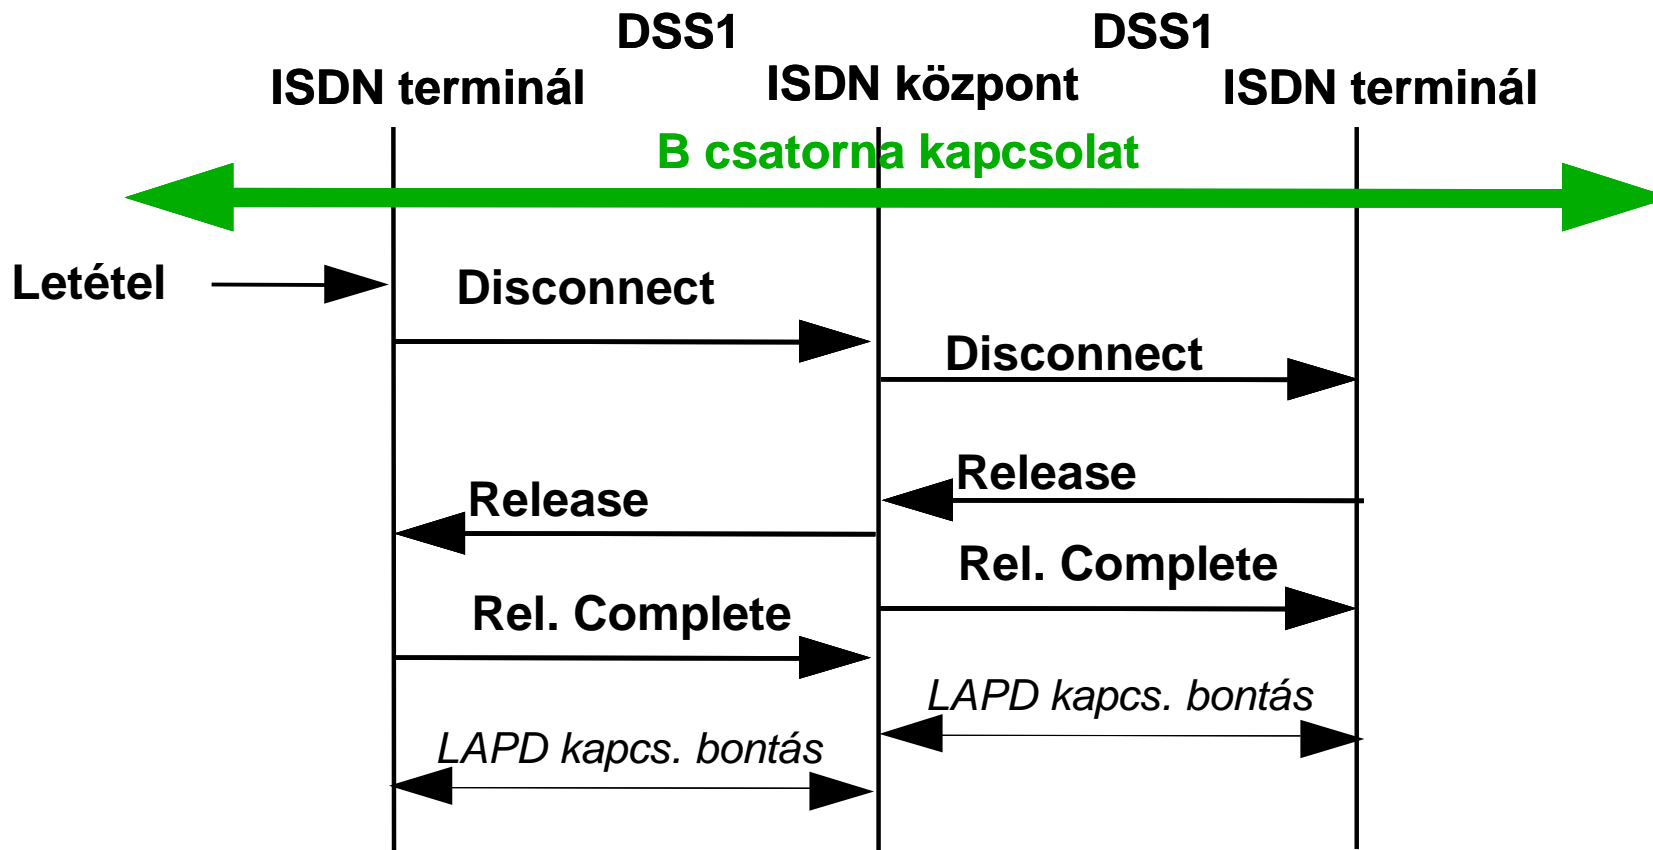 DSS1 DSS1
ISDN terminál ISDN központ ISDN terminál
B csatorna kapcsolat
Letétel
Disconnect
Disconnect
Release
Release
Rel. Complete
Rel. Complete
LAPD kapcs. bontás
LAPD kapcs. bontás